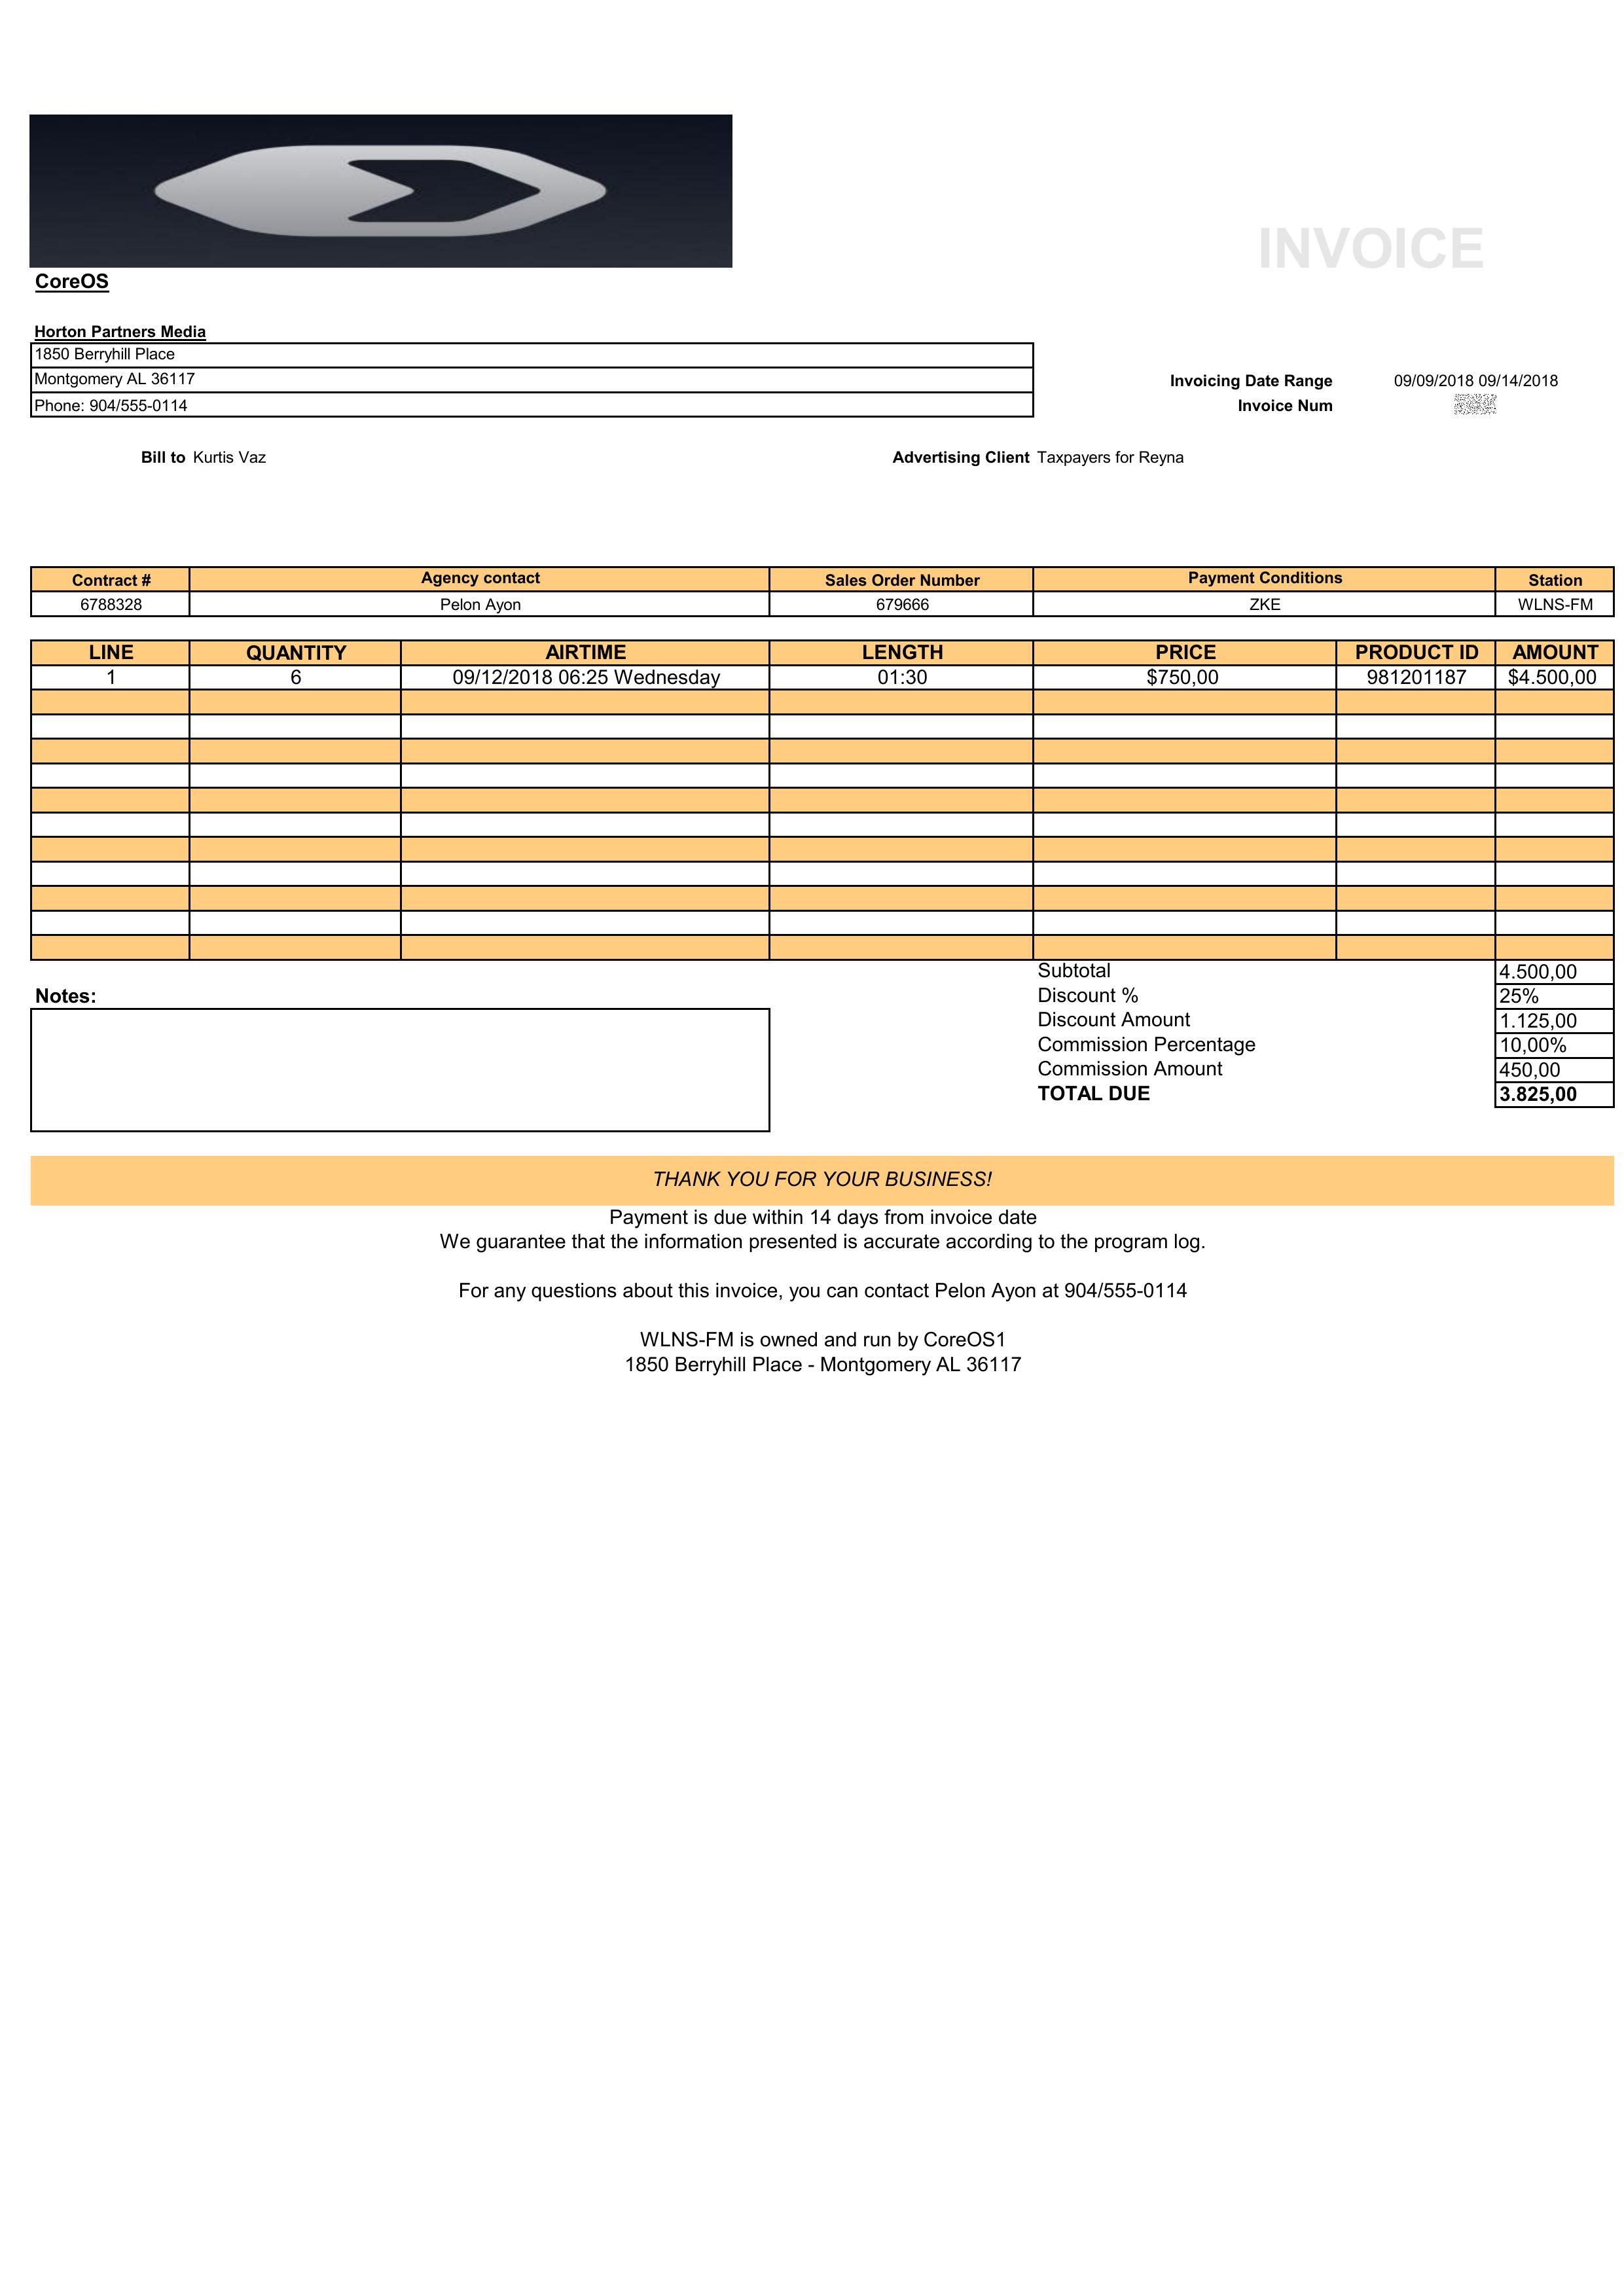 INVOICE
CoreOS
Horton Partners Media
1850 Berryhill Place
Montgomery AL 36117
Phone: 904/555-0114
Invoicing Date Range 09/09/2018 09/14/2018
Invoice Num
Bill to Kurtis Vaz
Advertising Client Taxpayers for Reyna
Contract # Agency contact Sales Order Number Payment Conditions Station
6788328 Pelon Ayon 679666 ZKE WLNS-FM
LINE QUANTITY AIRTIME LENGTH PRICE PRODUCT ID AMOUNT
1 6 09/12/2018 06:25 Wednesday 01:30 $750,00 981201187 $4.500,00
Subtotal 4.500,00
Discount % 25%
Discount Amount 1.125,00
Commission Percentage 10,00%
Commission Amount 450,00
TOTAL DUE 3.825,00
Notes:
THANK YOU FOR YOUR BUSINESS!
Payment is due within 14 days from invoice date
We guarantee that the information presented is accurate according to the program log.
For any questions about this invoice, you can contact Pelon Ayon at 904/555-0114
WLNS-FM is owned and run by CoreOS1
1850 Berryhill Place - Montgomery AL 36117